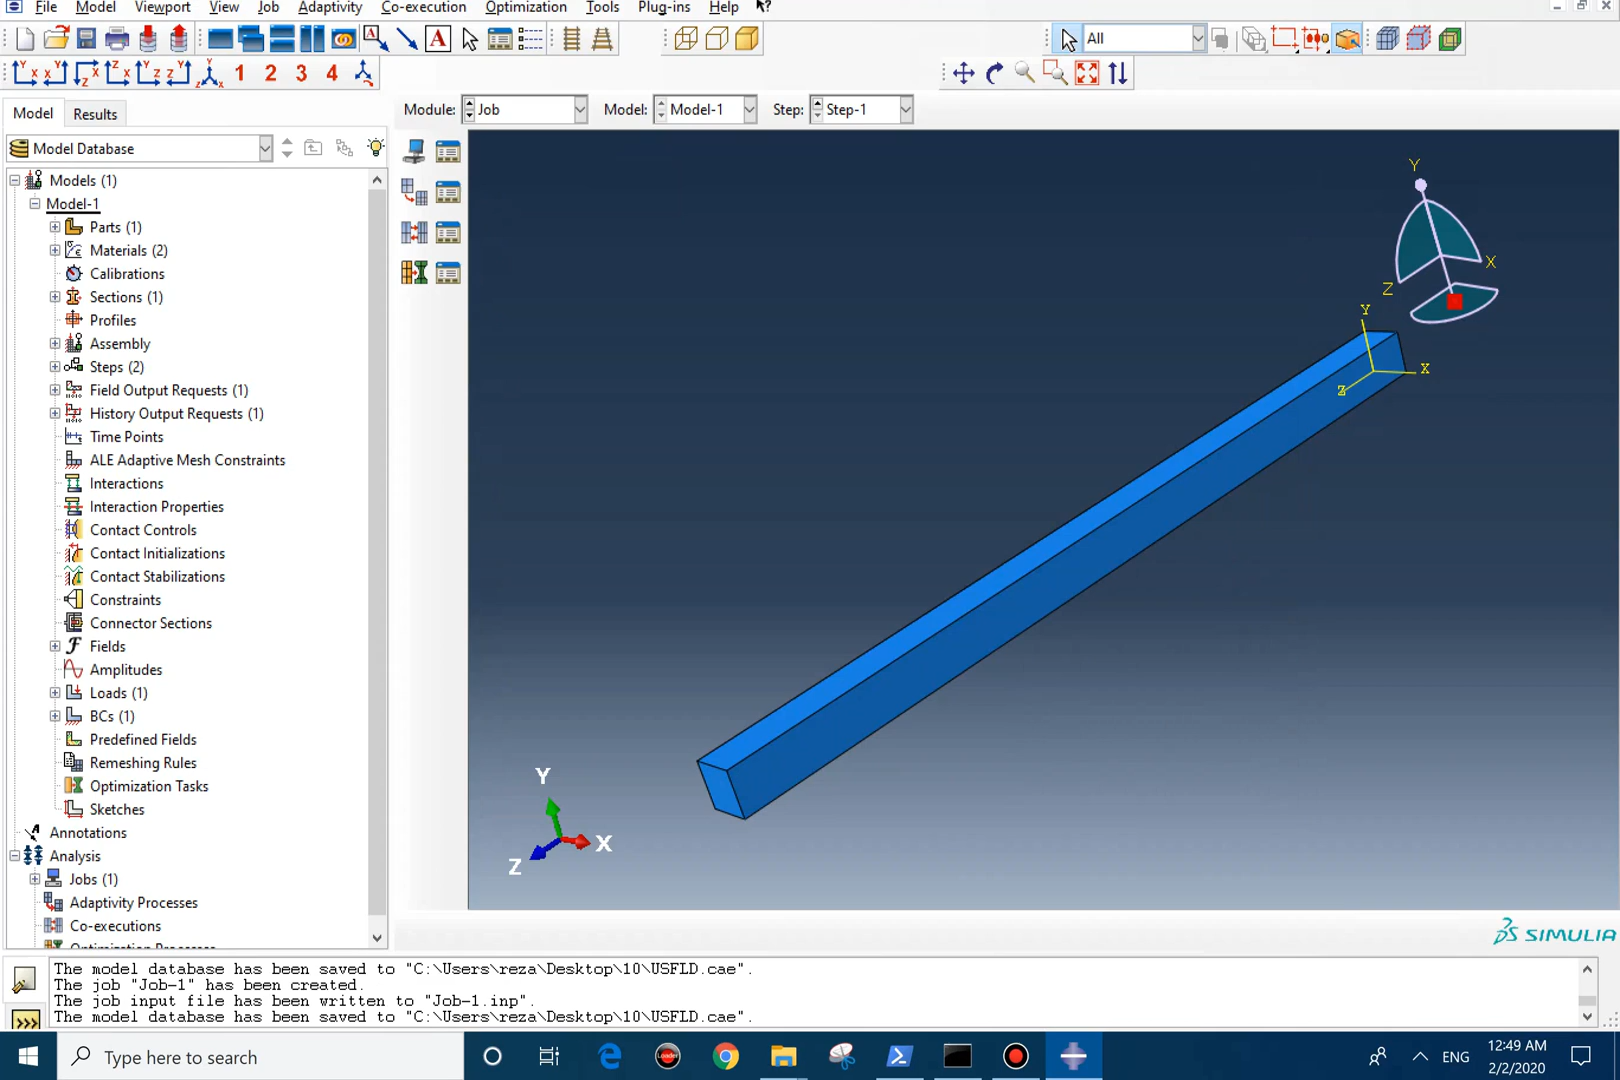 File Model Viewport View Job Adaptivity Co-execution Optimization Tools Plug-ins Help
All
1 2 3 4
Model Results
Module: Job Model: Model-1 Step: Step-1
Model Database
Models (1)
Model-1
Parts (1)
Materials (2)
Calibrations
Sections (1)
Profiles
Assembly
Steps (2)
Field Output Requests (1)
History Output Requests (1)
Time Points
ALE Adaptive Mesh Constraints
Interactions
Interaction Properties
Contact Controls
Contact Initializations
Contact Stabilizations
Constraints
Connector Sections
Fields
Amplitudes
Loads (1)
BCs (1)
Predefined Fields
Remeshing Rules
Optimization Tasks
Sketches
Annotations
Analysis
Jobs (1)
Adaptivity Processes
Co-executions
Optimization Processes
Y
X
Z
Y
X
Z
Y
X
Z
SIMULIA
The model database has been saved to "C:\Users\reza\Desktop\10\USFLD.cae".
The job "Job-1" has been created.
The job input file has been written to "Job-1.inp".
The model database has been saved to "C:\Users\reza\Desktop\10\USFLD.cae".
Type here to search
Loader
ENG
12:49 AM
2/2/2020